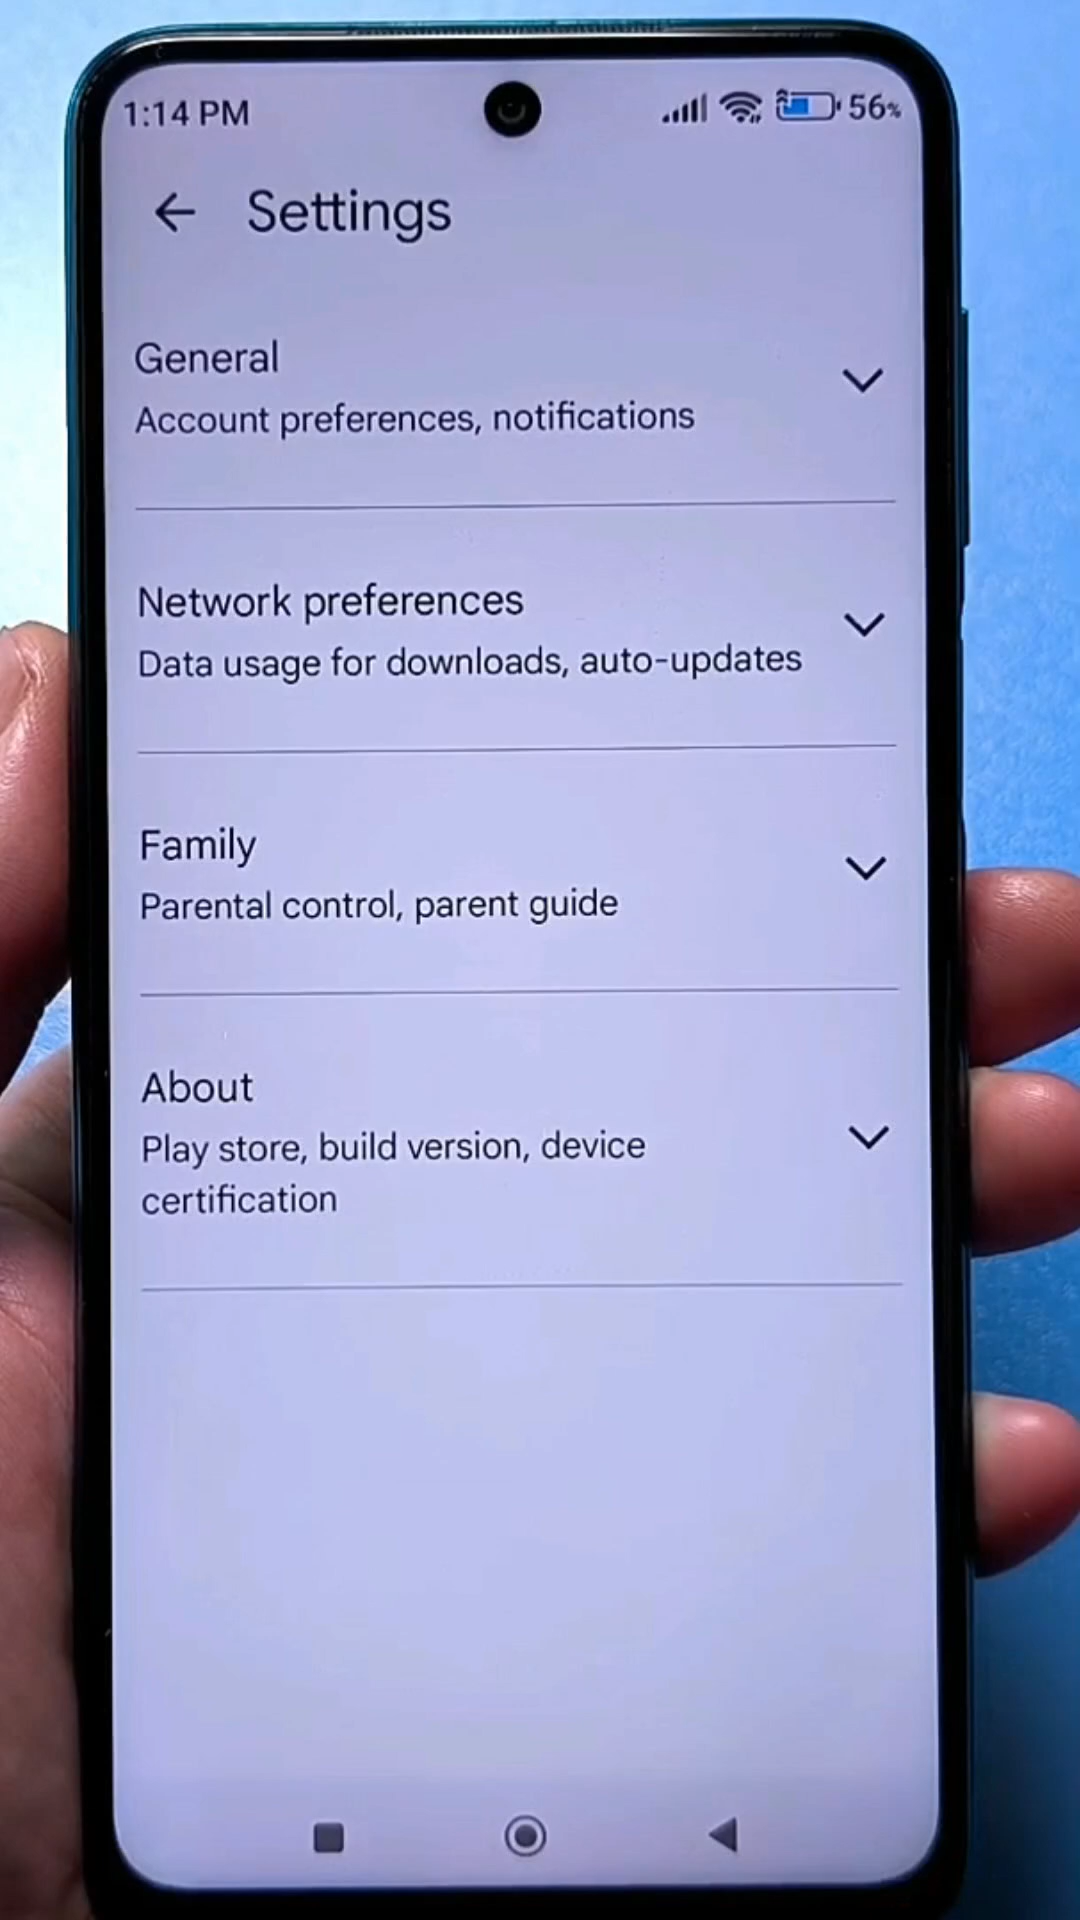 1:14 PM 56%
Settings
General
Account preferences, notifications
Network preferences
Data usage for downloads, auto-updates
Family
Parental control, parent guide
About
Play store, build version, device
certification